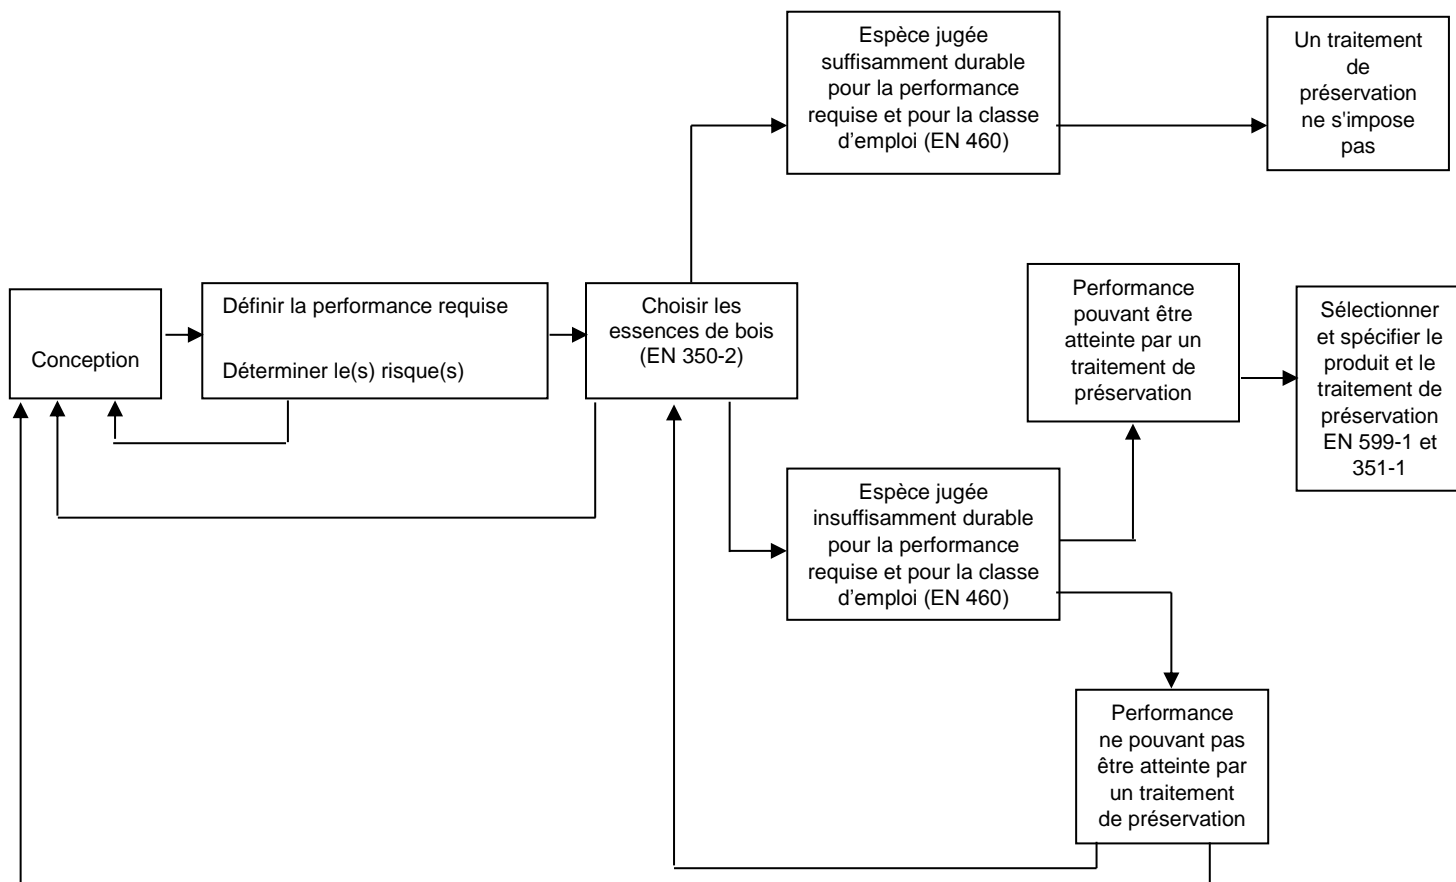 Conception
Définir la performance requise
Déterminer le(s) risque(s)
Choisir les
essences de bois
(EN 350-2)
Espèce jugée
suffisamment durable
pour la performance
requise et pour la classe
d’emploi (EN 460)
Un traitement
de
préservation
ne s'impose
pas
Espèce jugée
insuffisamment durable
pour la performance
requise et pour la classe
d’emploi (EN 460)
Performance
pouvant être
atteinte par un
traitement de
préservation
Sélectionner
et spécifier le
produit et le
traitement de
préservation
EN 599-1 et
351-1
Performance
ne pouvant pas
être atteinte par
un traitement
de préservation